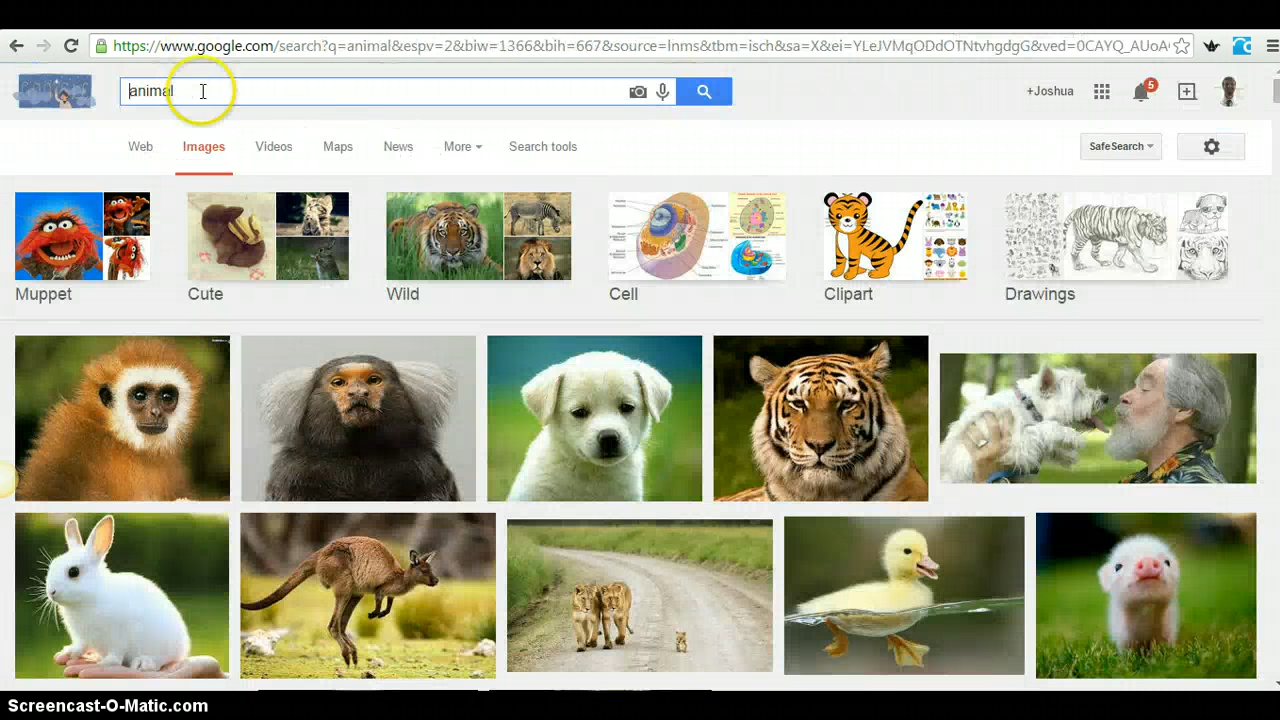 https://www.google.com/search?q=animal&espv=2&biw=1366&bih=667&source=lnms&tbm=isch&sa=X&ei=YLeJVMqODdOTNtvhgdgG&ved=0CAYQ_AUoA
animal
+Joshua
5
Web Images Videos Maps News More Search tools
SafeSearch
Muppet Cute Wild Cell Clipart Drawings
Screencast-O-Matic.com